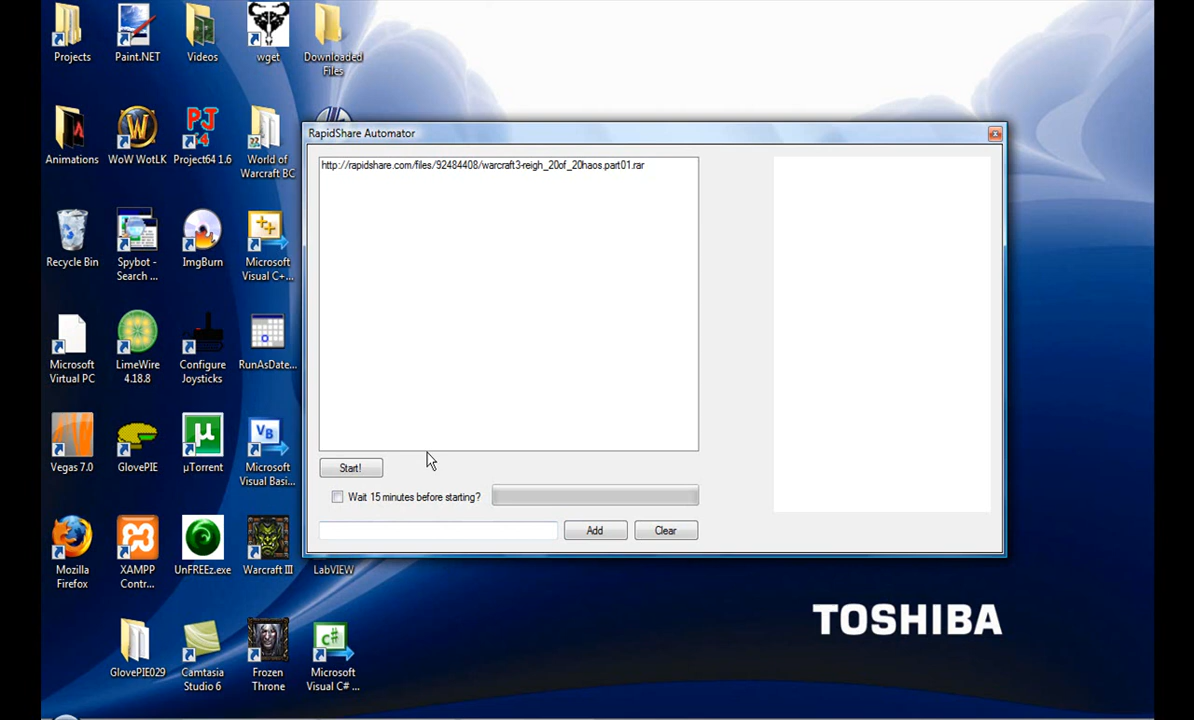 Projects
Paint.NET
Videos
wget
Downloaded
Files
RapidShare Automator
http://rapidshare.com/files/92484408/warcraft3-reigh_20of_20haos.part01.rar
Animations
WoW WotLK
Project64 1.6
World of
Warcraft BC
Recycle Bin
Spybot -
Search ...
ImgBurn
Microsoft
Visual C+...
Microsoft
Virtual PC
LimeWire
4.18.8
Configure
Joysticks
RunAsDate...
Vegas 7.0
GlovePIE
µTorrent
Microsoft
Visual Basi...
Start!
Wait 15 minutes before starting?
Add
Clear
Mozilla
Firefox
XAMPP
Contr...
UnFREEz.exe
Warcraft III
LabVIEW
TOSHIBA
GlovePIE029
Camtasia
Studio 6
Frozen
Throne
Microsoft
Visual C# ...